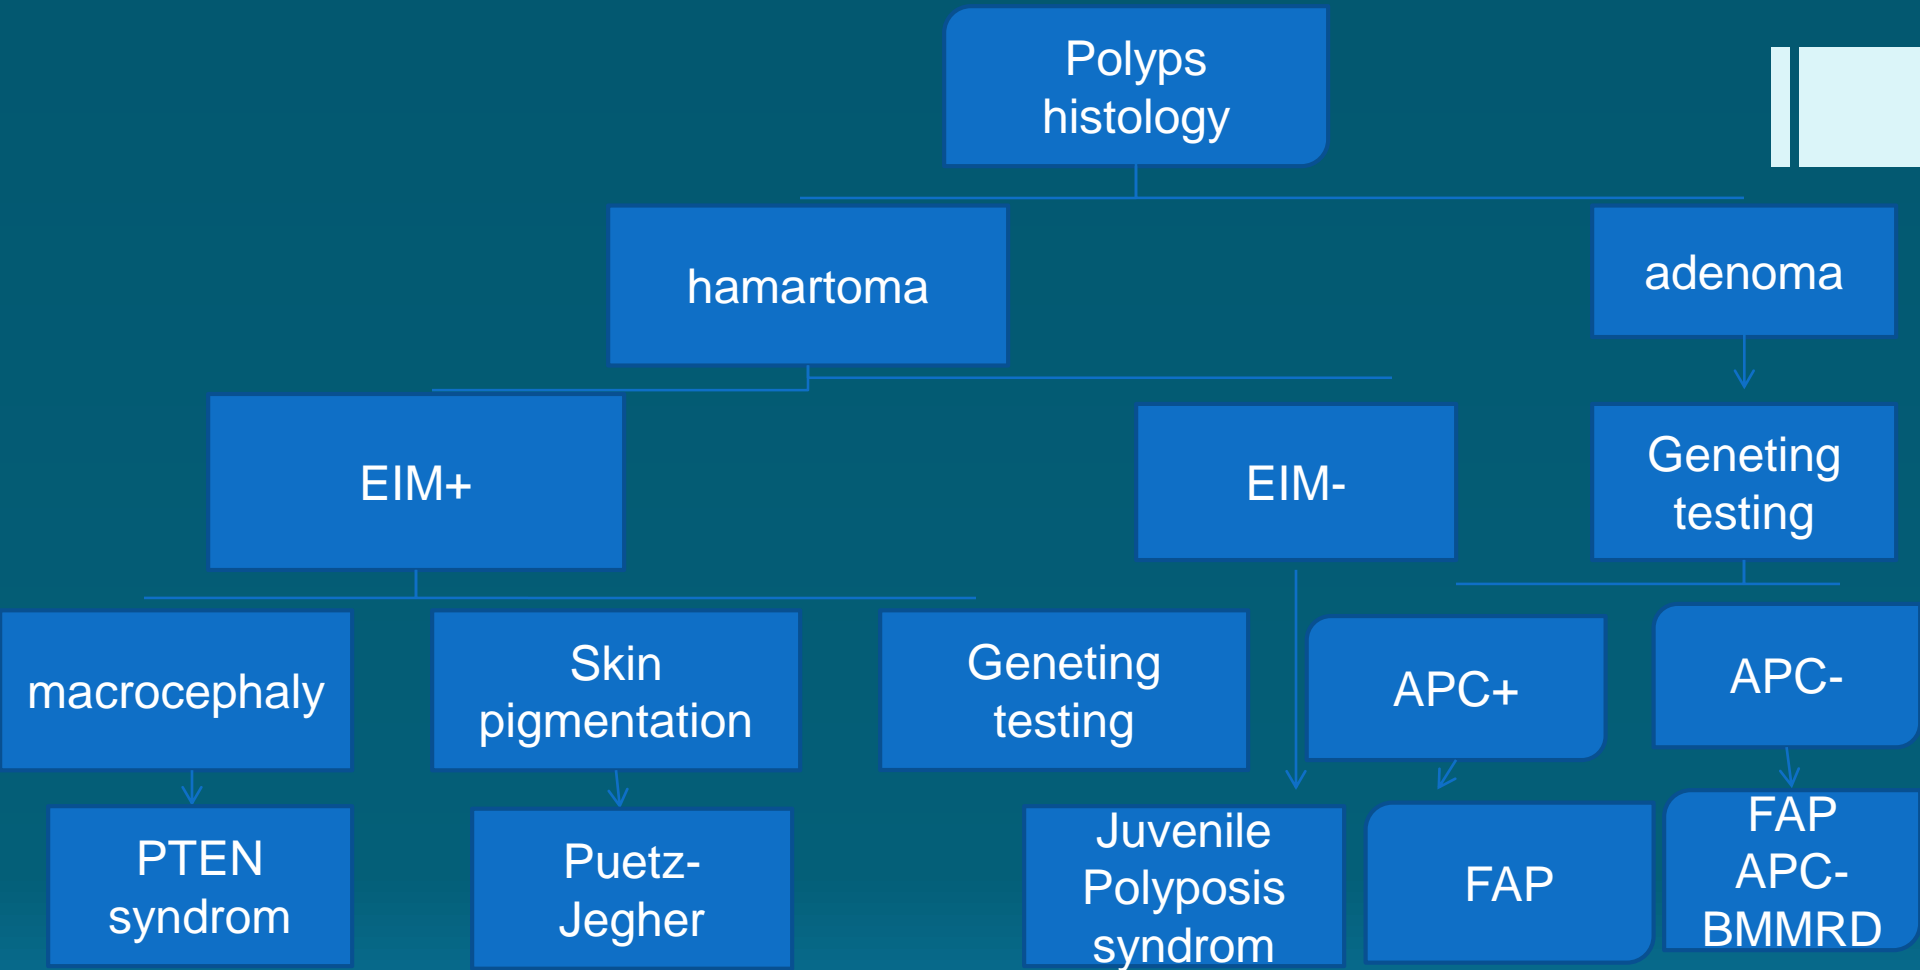 Polyps
histology
hamartoma
adenoma
EIM+
EIM-
Geneting
testing
macrocephaly
Skin
pigmentation
Geneting
testing
APC+
APC-
PTEN
syndrom
Puetz-
Jegher
Juvenile
Polyposis
syndrom
FAP
FAP
APC-
BMMRD